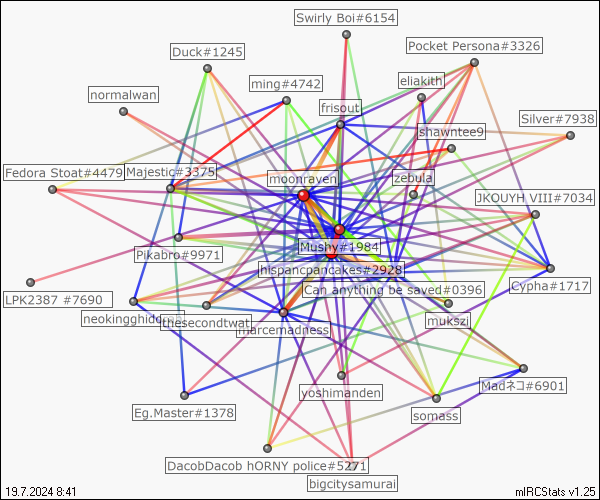 Swirly Boi#6154
Pocket Persona#3326
Duck#1245
eliakith
ming#4742
normalwan
frisout
Silver#7938
shawntee9
Fedora Stoat#4479
Majestic#3375
moonraven
zebula
JKOUYH VIII#7034
Mushy#1984
Pikabro#9971
hispancpancakes#2928
Cypha#1717
Can anything be saved#0396
LPK2387 #7690
neokingghidorah
thesecondtwat
marcemadness
mukszi
yoshimanden
Madネコ#6901
Eg.Master#1378
somass
DacobDacob hORNY police#5271
bigcitysamurai
19.7.2024 8:41
mIRCStats v1.25